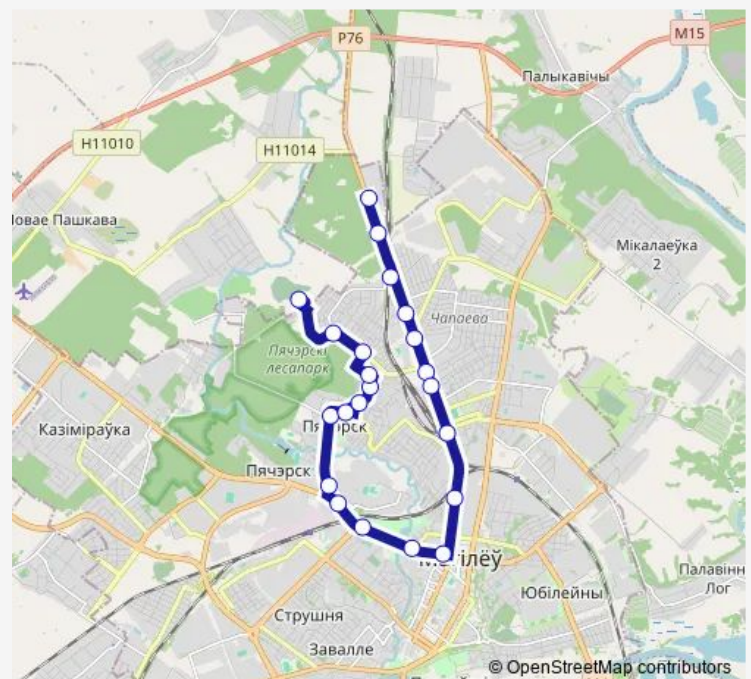 M15
P76
Палыкавічы
H11010
H11014
Новае Пашкава
Мікалаеўка
2
Чапаева
Пячэрскі
лесапарк
Пячэрск
Казіміраўка
Пячэрск
Магілёў
Палавінн
Лог
Юбілейны
Струшня
Завалле
© OpenStreetMap contributors